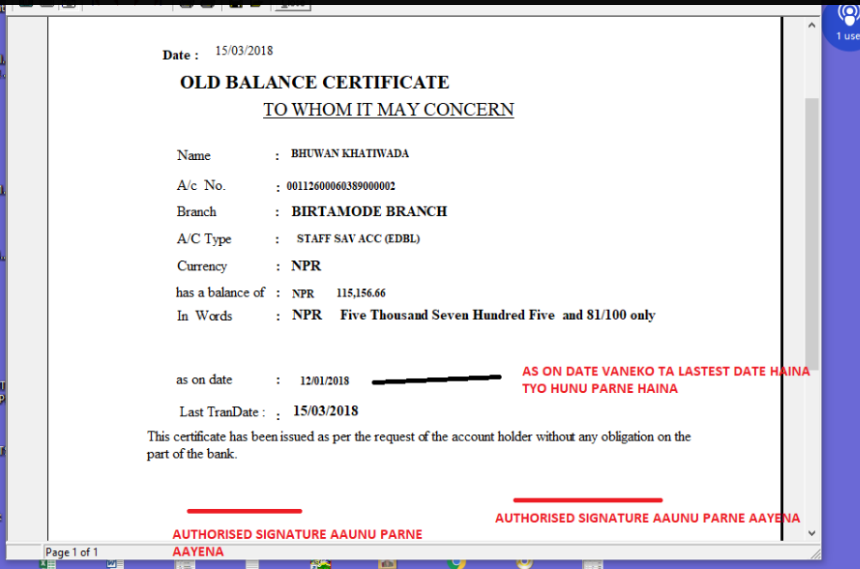 1 use
Date : 15/03/2018
OLD BALANCE CERTIFICATE
TO WHOM IT MAY CONCERN
Name : BHUWAN KHATIWADA
A/c No. : 00112600060389000002
Branch : BIRTAMODE BRANCH
A/C Type : STAFF SAV ACC (EDBL)
Currency : NPR
has a balance of : NPR 115,156.66
In Words : NPR Five Thousand Seven Hundred Five and 81/100 only
AS ON DATE VANEKO TA LASTEST DATE HAINA
as on date : 12/01/2018
TYO HUNU PARNE HAINA
Last TranDate : : 15/03/2018
This certificate has been issued as per the request of the account holder without any obligation on the
part of the bank.
AUTHORISED SIGNATURE AAUNU PARNE AAYENA
AUTHORISED SIGNATURE AAUNU PARNE
AAYENA
Page 1 of 1